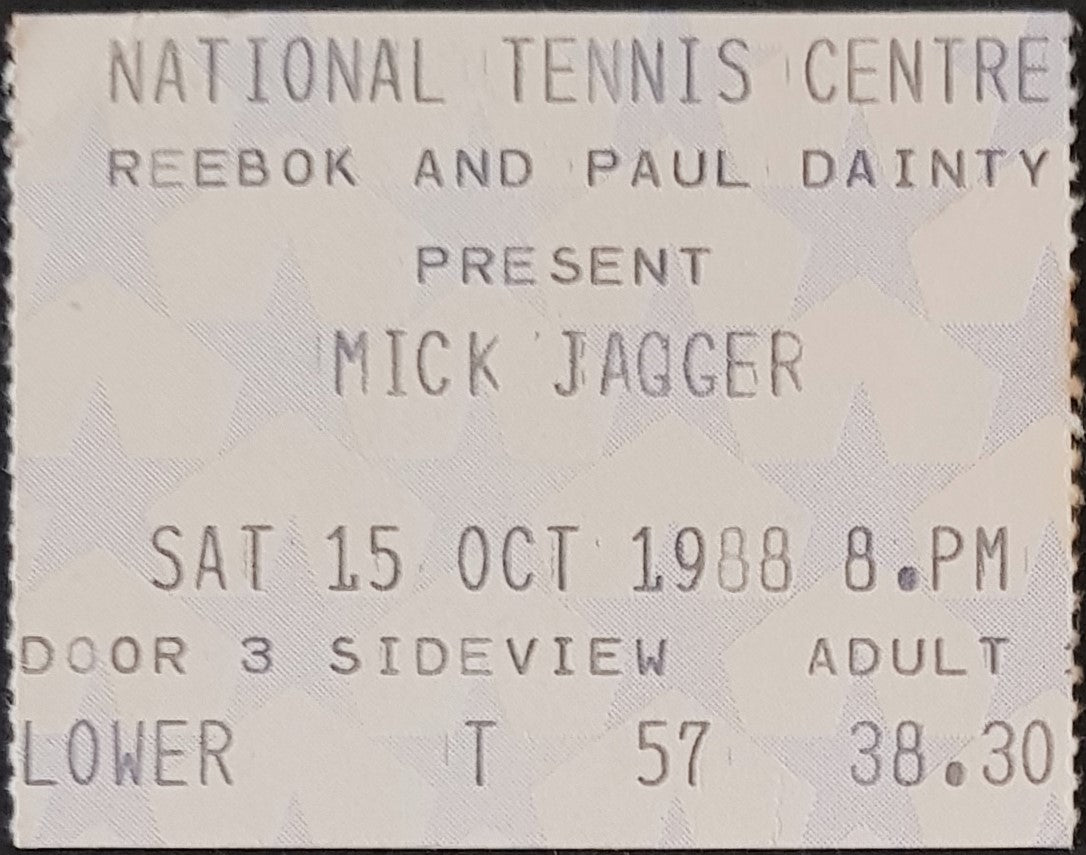 NATIONAL TENNIS CENTRE
REEBOK AND PAUL DAINTY
PRESENT
MICK JAGGER
SAT 15 OCT 1988 8.PM
DOOR 3 SIDEVIEW ADULT
LOWER T 57 38.30